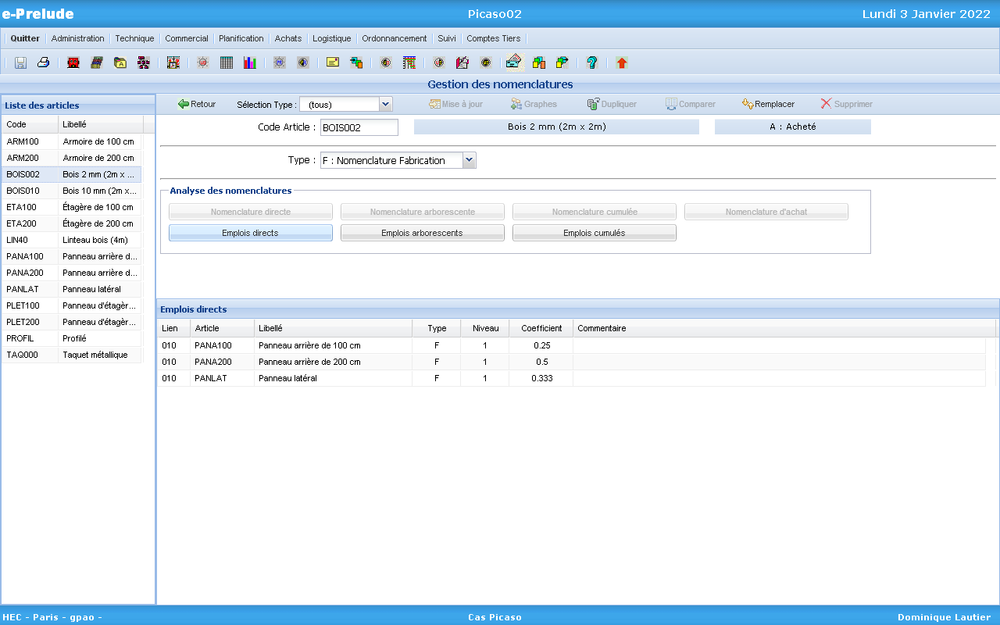 e-Prelude Picaso02 Lundi 3 Janvier 2022
Quitter Administration Technique Commercial Planification Achats Logistique Ordonnancement Suivi Comptes Tiers
Gestion des nomenclatures
Liste des articles
Retour Sélection Type : (tous) Mise à jour Graphes Dupliquer Comparer Remplacer Supprimer
Code Libellé
ARM100 Armoire de 100 cm
ARM200 Armoire de 200 cm
BOIS002 Bois 2 mm (2m x ...
BOIS010 Bois 10 mm (2m x...
ETA100 Étagère de 100 cm
ETA200 Étagère de 200 cm
LIN40 Linteau bois (4m)
PANA100 Panneau arrière d...
PANA200 Panneau arrière d...
PANLAT Panneau latéral
PLET100 Panneau d'étagèr...
PLET200 Panneau d'étagèr...
PROFIL Profilé
TAQ000 Taquet métallique
Code Article : BOIS002 Bois 2 mm (2m x 2m) A : Acheté
Type : F : Nomenclature Fabrication
Analyse des nomenclatures
Nomenclature directe Nomenclature arborescente Nomenclature cumulée Nomenclature d'achat
Emplois directs Emplois arborescents Emplois cumulés
Emplois directs
Lien Article Libellé Type Niveau Coefficient Commentaire
010 PANA100 Panneau arrière de 100 cm F 1 0.25
010 PANA200 Panneau arrière de 200 cm F 1 0.5
010 PANLAT Panneau latéral F 1 0.333
HEC - Paris - gpao - Cas Picaso Dominique Lautier